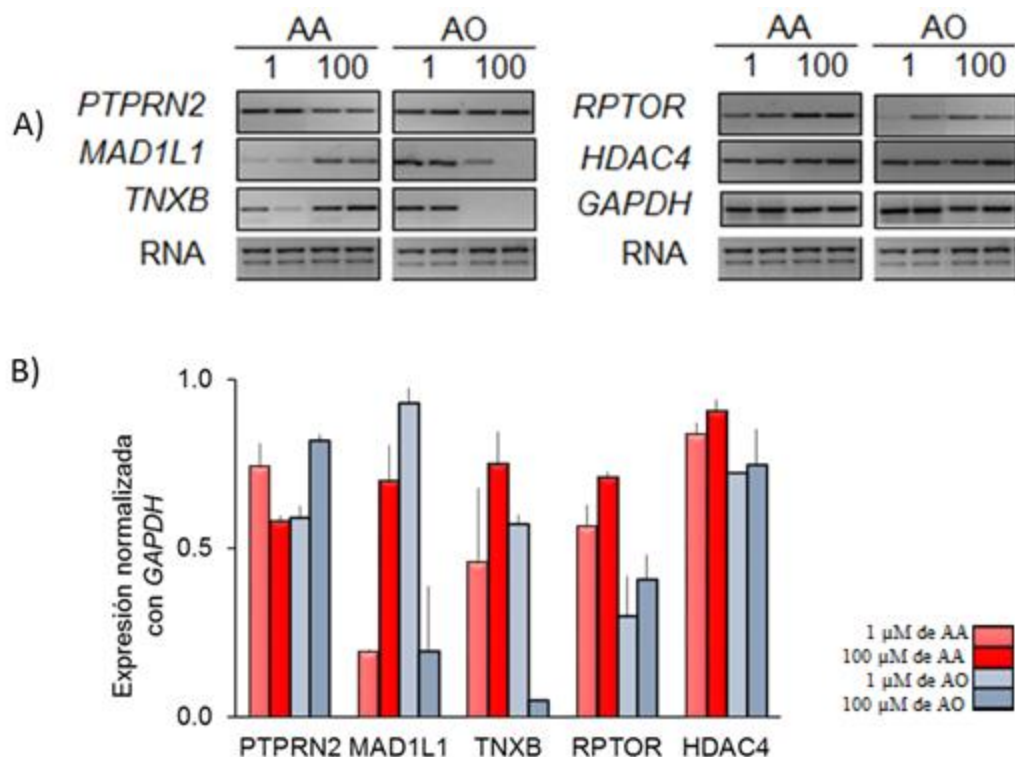 A)
AA AO
1 100 1 100
PTPRN2
MAD1L1
TNXB
RNA
AA AO
1 100 1 100
RPTOR
HDAC4
GAPDH
RNA
B)
Expresión normalizada
con GAPDH
1.0
0.5
0.0
PTPRN2 MAD1L1 TNXB RPTOR HDAC4
1 µM de AA
100 µM de AA
1 µM de AO
100 µM de AO